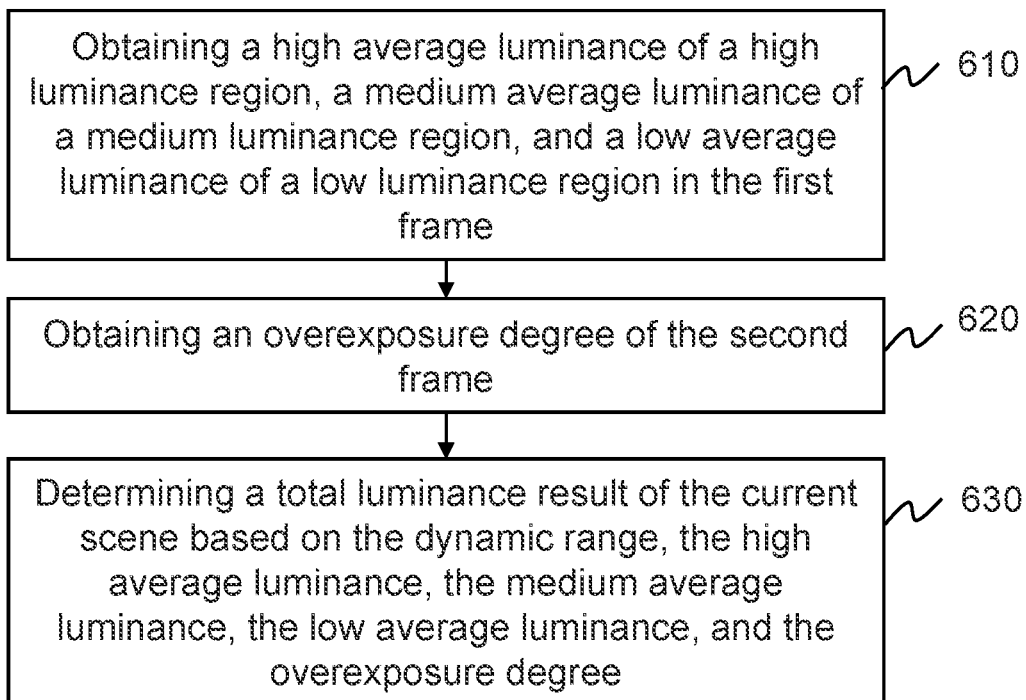 Obtaining a high average luminance of a high
luminance region, a medium average luminance of
a medium luminance region, and a low average
luminance of a low luminance region in the first
frame
610
Obtaining an overexposure degree of the second
frame
620
Determining a total luminance result of the current
scene based on the dynamic range, the high
average luminance, the medium average
luminance, the low average luminance, and the
overexposure degree
630